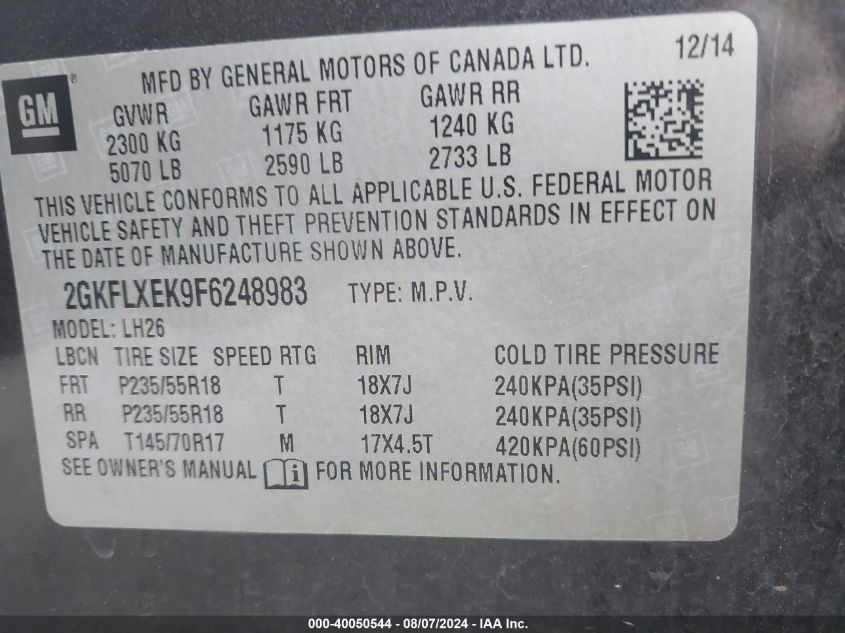 12/14
GM ®
MFD BY GENERAL MOTORS OF CANADA LTD.
GVWR GAWR FRT GAWR RR
2300 KG 1175 KG 1240 KG
5070 LB 2590 LB 2733 LB
THIS VEHICLE CONFORMS TO ALL APPLICABLE U.S. FEDERAL MOTOR
VEHICLE SAFETY AND THEFT PREVENTION STANDARDS IN EFFECT ON
THE DATE OF MANUFACTURE SHOWN ABOVE.
2GKFLXEK9F6248983 TYPE: M.P.V.
MODEL: LH26
LBCN TIRE SIZE SPEED RTG RIM COLD TIRE PRESSURE
FRT P235/55R18 T 18X7J 240KPA(35PSI)
RR P235/55R18 T 18X7J 240KPA(35PSI)
SPA T145/70R17 M 17X4.5T 420KPA(60PSI)
SEE OWNER'S MANUAL i FOR MORE INFORMATION.
000-40050544 - 08/07/2024 - IAA Inc.